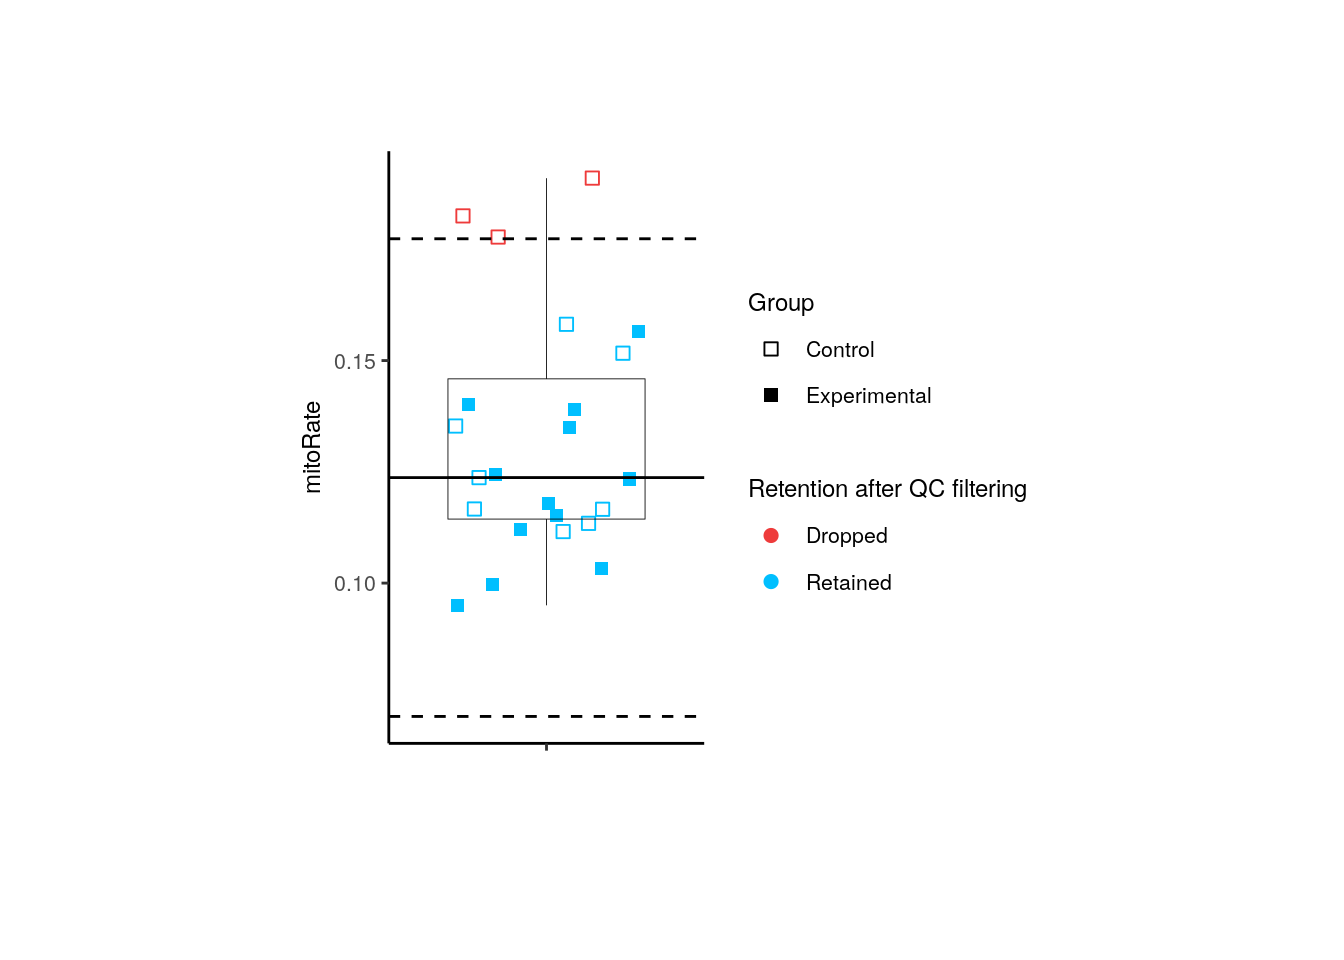 mitoRate
0.15
0.10
Group
Control
Experimental
Retention after QC filtering
Dropped
Retained